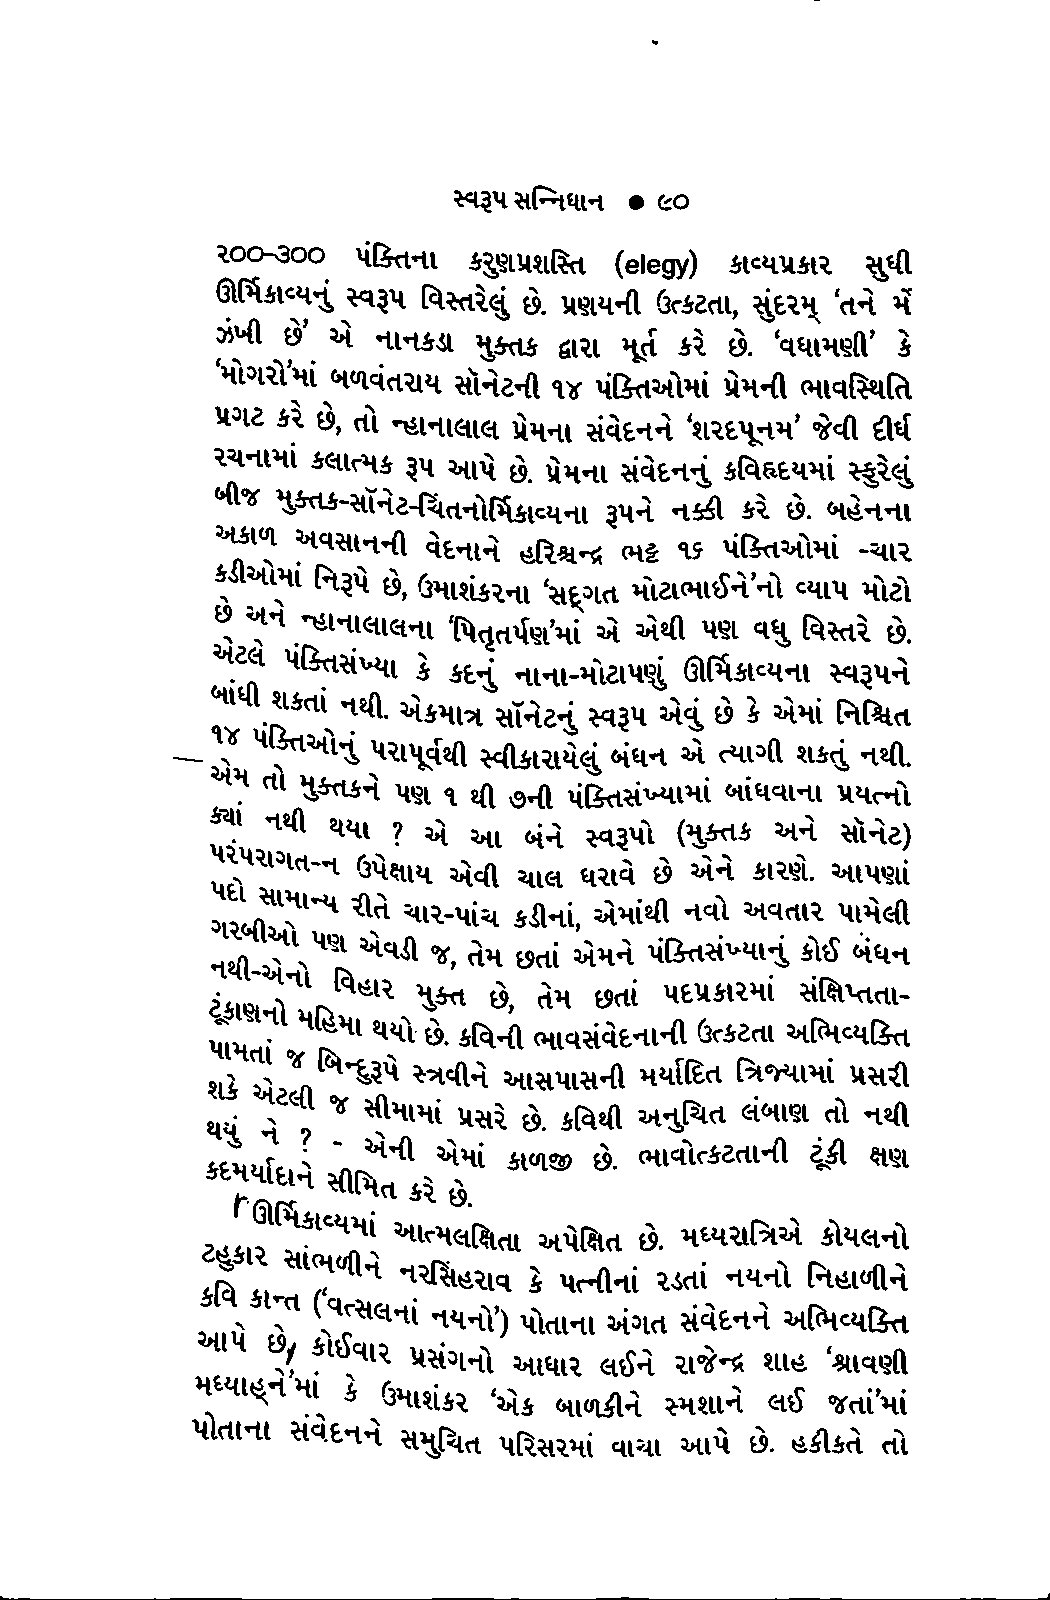 સ્વરૂપ સન્નિધાન ● ૯૦
૨૦૦-૩૦૦ પંક્તિના કરુણપ્રશસ્તિ (elegy) કાવ્યપ્રકાર સુધી
ઊર્મિકાવ્યનું સ્વરૂપ વિસ્તરેલું છે. પ્રણયની ઉત્કટતા, સુંદરમ્ ‘તને મેં
ઝંખી છે’ એ નાનકડા મુક્તક દ્વારા મૂર્ત કરે છે. ‘વધામણી’ કે
‘મોગરો’માં બળવંતરાય સૉનેટની ૧૪ પંક્તિઓમાં પ્રેમની ભાવસ્થિતિ
પ્રગટ કરે છે, તો ન્હાનાલાલ પ્રેમના સંવેદનને ‘શરદપૂનમ’ જેવી દીર્ઘ
રચનામાં કલાત્મક રૂપ આપે છે. પ્રેમના સંવેદનનું કવિહૃદયમાં સ્ફુરેલું
બીજ મુક્તક-સૉનેટ-ચિંતનોર્મિકાવ્યના રૂપને નક્કી કરે છે. બહેનના
અકાળ અવસાનની વેદનાને હરિશ્ચન્દ્ર ભટ્ટ ૧૬ પંક્તિઓમાં -ચાર
કડીઓમાં નિરૂપે છે, ઉમાશંકરના ‘સદ્‌ગત મોટાભાઈને’નો વ્યાપ મોટો
છે અને ન્હાનાલાલના ‘પિતૃતર્પણ’માં એ એથી પણ વધુ વિસ્તરે છે.
એટલે પંક્તિસંખ્યા કે કદનું નાના-મોટાપણું ઊર્મિકાવ્યના સ્વરૂપને
બાંધી શકતાં નથી. એકમાત્ર સૉનેટનું સ્વરૂપ એવું છે કે એમાં નિશ્ચિત
૧૪ પંક્તિઓનું પરાપૂર્વથી સ્વીકારાયેલું બંધન એ ત્યાગી શકતું નથી.
એમ તો મુક્તકને પણ ૧ થી ૭ની પંક્તિસંખ્યામાં બાંધવાના પ્રયત્નો
ક્યાં નથી થયા ? એ આ બંને સ્વરૂપો (મુક્તક અને સૉનેટ)
પરંપરાગત-ન ઉપેક્ષાય એવી ચાલ ધરાવે છે એને કારણે. આપણાં
પદો સામાન્ય રીતે ચાર-પાંચ કડીનાં, એમાંથી નવો અવતાર પામેલી
ગરબીઓ પણ એવડી જ, તેમ છતાં એમને પંક્તિસંખ્યાનું કોઈ બંધન
નથી-એનો વિહાર મુક્ત છે, તેમ છતાં પદપ્રકારમાં સંક્ષિપ્તતા-
ટૂંકાણનો મહિમા થયો છે. કવિની ભાવસંવેદનાની ઉત્કટતા અભિવ્યક્તિ
પામતાં જ બિન્દુરૂપે સ્ત્રવીને આસપાસની મર્યાદિત ત્રિજ્યામાં પ્રસરી
શકે એટલી જ સીમામાં પ્રસરે છે. કવિથી અનુચિત લંબાણ તો નથી
થયું ને ? - એની એમાં કાળજી છે. ભાવોત્કટતાની ટૂંકી ક્ષણ
કદમર્યાદાને સીમિત કરે છે.
ઊર્મિકાવ્યમાં આત્મલક્ષિતા અપેક્ષિત છે. મધ્યરાત્રિએ કોયલનો
ટહુકાર સાંભળીને નરસિંહરાવ કે પત્નીનાં રડતાં નયનો નિહાળીને
કવિ કાન્ત (‘વત્સલનાં નયનો’) પોતાના અંગત સંવેદનને અભિવ્યક્તિ
આપે છે, કોઈવાર પ્રસંગનો આધાર લઈને રાજેન્દ્ર શાહ ‘શ્રાવણી
મધ્યાહ્ને’માં કે ઉમાશંકર ‘એક બાળકીને સ્મશાને લઈ જતાં’માં
પોતાના સંવેદનને સમુચિત પરિસરમાં વાચા આપે છે. હકીકતે તો